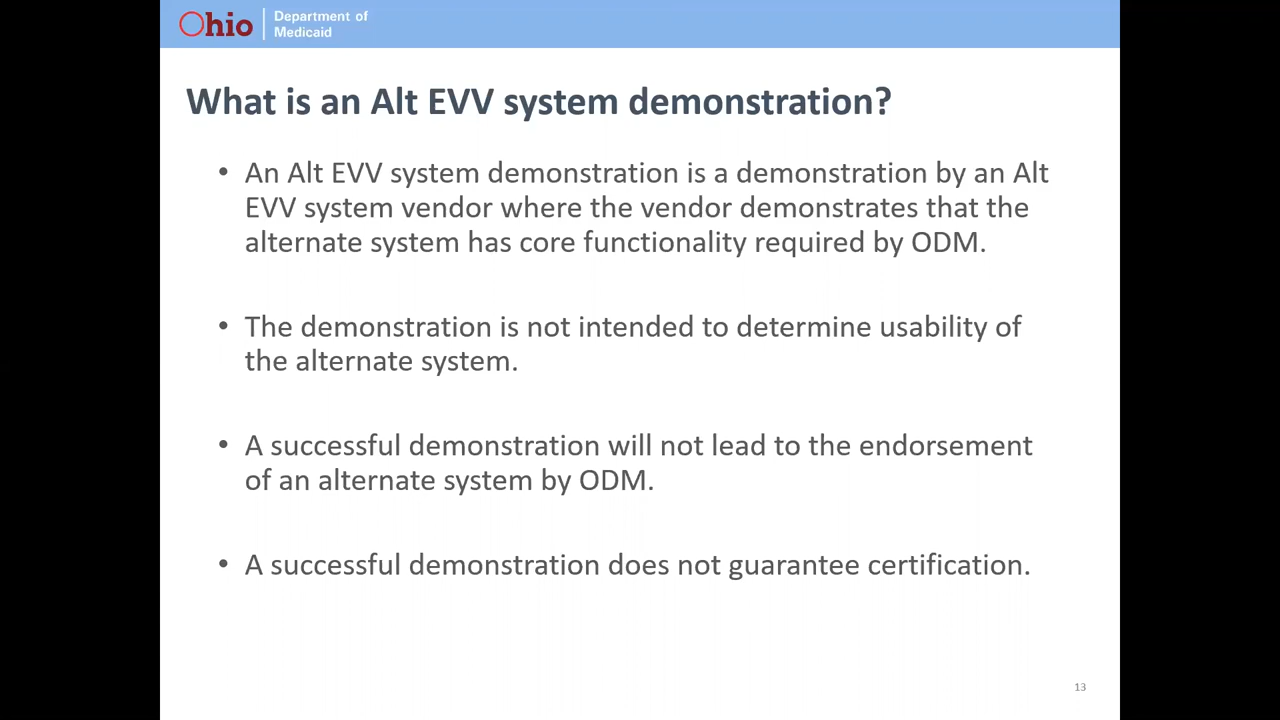 Ohio
Department of
Medicaid
What is an Alt EVV system demonstration?
• An Alt EVV system demonstration is a demonstration by an Alt
EVV system vendor where the vendor demonstrates that the
alternate system has core functionality required by ODM.
• The demonstration is not intended to determine usability of
the alternate system.
• A successful demonstration will not lead to the endorsement
of an alternate system by ODM.
• A successful demonstration does not guarantee certification.
13